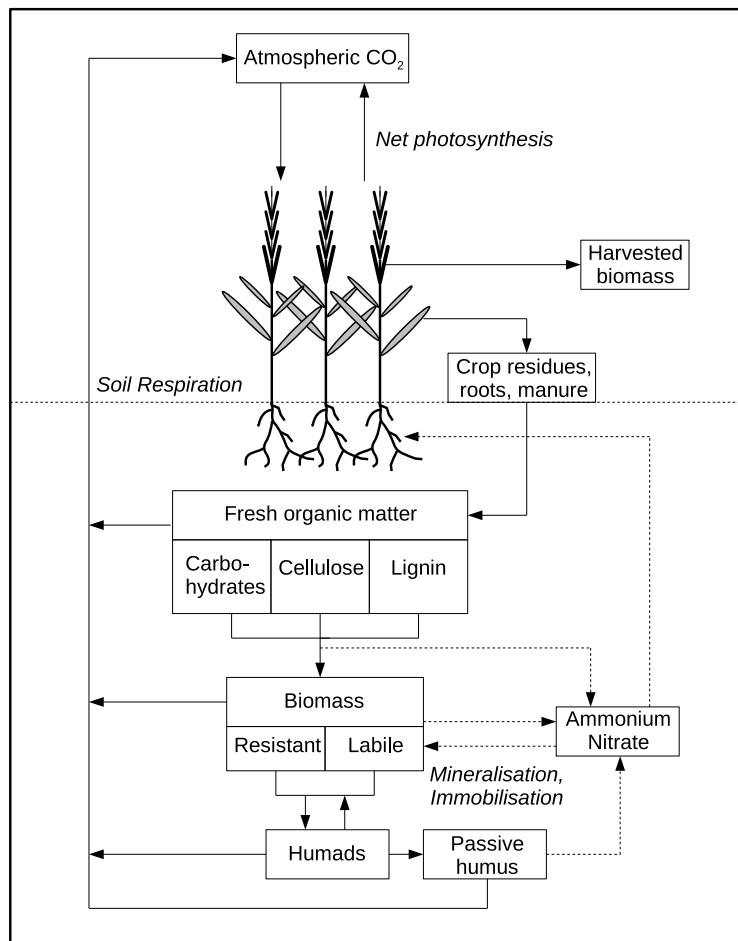 Atmospheric CO₂
Net photosynthesis
Harvested
biomass
Crop residues,
roots, manure
Soil Respiration
Fresh organic matter
Carbo-
hydrates
Cellulose
Lignin
Biomass
Resistant
Labile
Ammonium
Nitrate
Mineralisation,
Immobilisation
Humads
Passive
humus